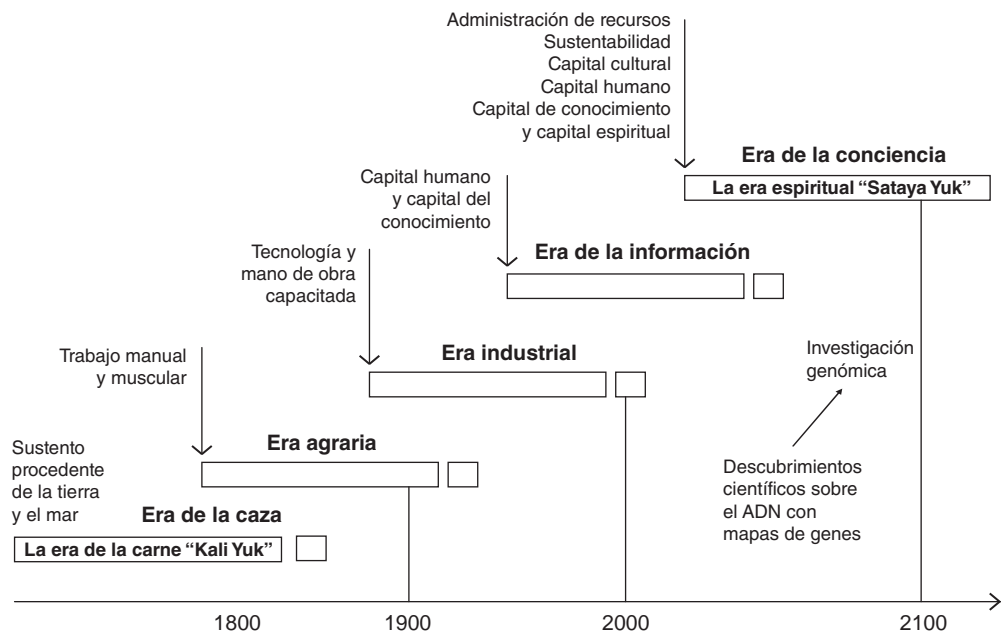 Administración de recursos
Sustentabilidad
Capital cultural
Capital humano
Capital de conocimiento
y capital espiritual
Era de la conciencia
La era espiritual “Sataya Yuk”
Capital humano
y capital del
conocimiento
Era de la información
Tecnología y
mano de obra
capacitada
Era industrial
Investigación
genómica
Trabajo manual
y muscular
Era agraria
Descubrimientos
científicos sobre
el ADN con
mapas de genes
Sustento
procedente
de la tierra
y el mar
Era de la caza
La era de la carne “Kali Yuk”
1800
1900
2000
2100